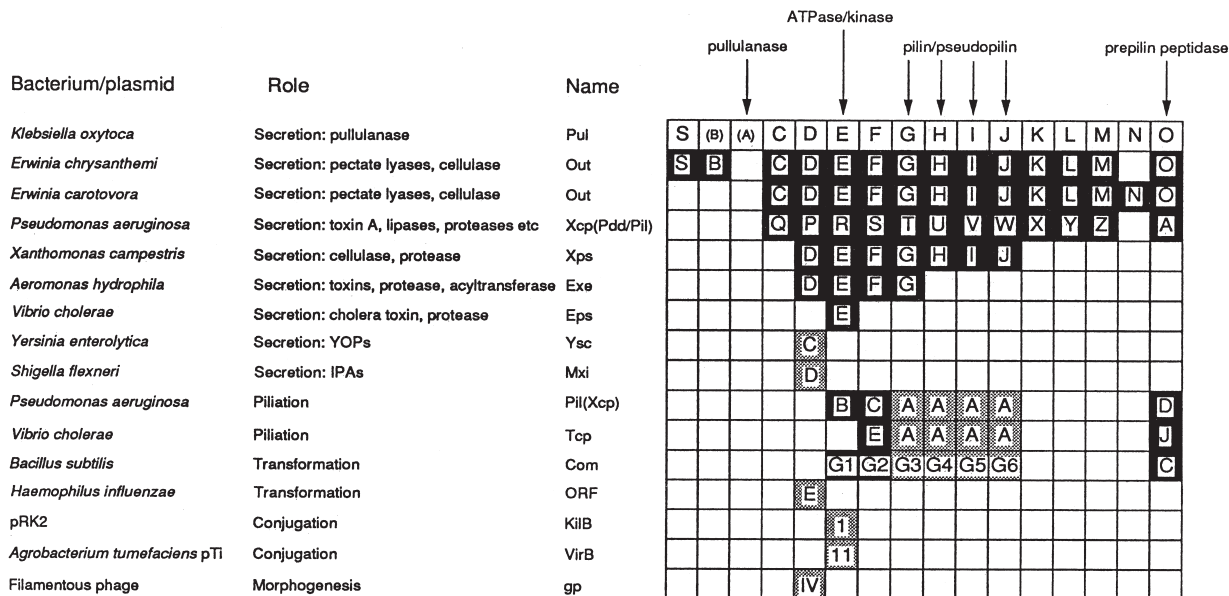 ATPase/kinase
pullulanase pilin/pseudopilin prepilin peptidase
Bacterium/plasmid Role Name
Klebsiella oxytoca Secretion: pullulanase Pul S (B) (A) C D E F G H I J K L M N O
Erwinia chrysanthemi Secretion: pectate lyases, cellulase Out S B C D E F G H I J K L M O
Erwinia carotovora Secretion: pectate lyases, cellulase Out C D E F G H I J K L M N O
Pseudomonas aeruginosa Secretion: toxin A, lipases, proteases etc Xcp(Pdd/Pil) Q P R S T U V W X Y Z A
Xanthomonas campestris Secretion: cellulase, protease Xps D E F G H I J
Aeromonas hydrophila Secretion: toxins, protease, acyltransferase Exe D E F G
Vibrio cholerae Secretion: cholera toxin, protease Eps E
Yersinia enterolytica Secretion: YOPs Ysc C
Shigella flexneri Secretion: IPAs Mxi D
Pseudomonas aeruginosa Piliation Pil(Xcp) B C A A A A D
Vibrio cholerae Piliation Tcp E A A A A J
Bacillus subtilis Transformation Com G1 G2 G3 G4 G5 G6 C
Haemophilus influenzae Transformation ORF E
pRK2 Conjugation KilB 1
Agrobacterium tumefaciens pTi Conjugation VirB 11
Filamentous phage Morphogenesis gp IV